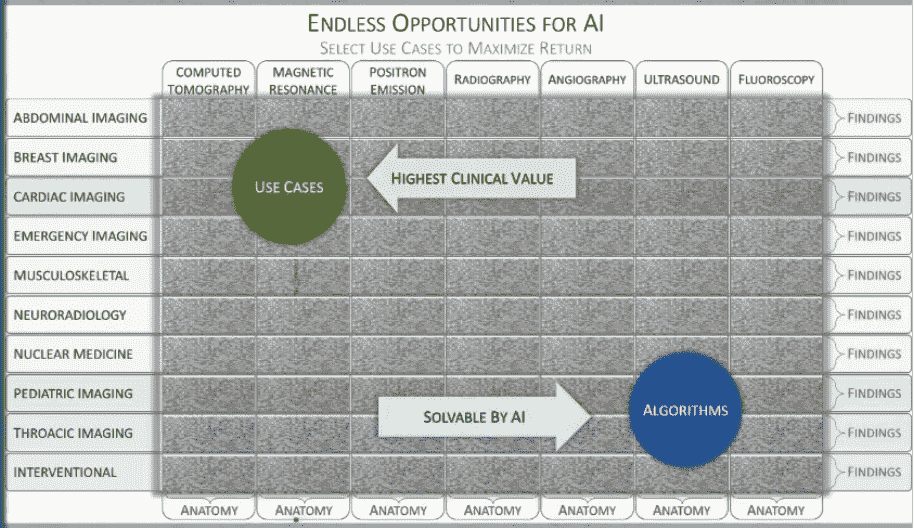 ENDLESS OPPORTUNITIES FOR AI
SELECT USE CASES TO MAXIMIZE RETURN
COMPUTED TOMOGRAPHY
MAGNETIC RESONANCE
POSITRON EMISSION
RADIOGRAPHY
ANGIOGRAPHY
ULTRASOUND
FLUOROSCOPY
ABDOMINAL IMAGING
FINDINGS
BREAST IMAGING
FINDINGS
USE CASES
HIGHEST CLINICAL VALUE
CARDIAC IMAGING
FINDINGS
EMERGENCY IMAGING
FINDINGS
MUSCULOSKELETAL
FINDINGS
NEURORADIOLOGY
FINDINGS
NUCLEAR MEDICINE
FINDINGS
PEDIATRIC IMAGING
FINDINGS
SOLVABLE BY AI
ALGORITHMS
THROACIC IMAGING
FINDINGS
INTERVENTIONAL
FINDINGS
ANATOMY
ANATOMY
ANATOMY
ANATOMY
ANATOMY
ANATOMY
ANATOMY